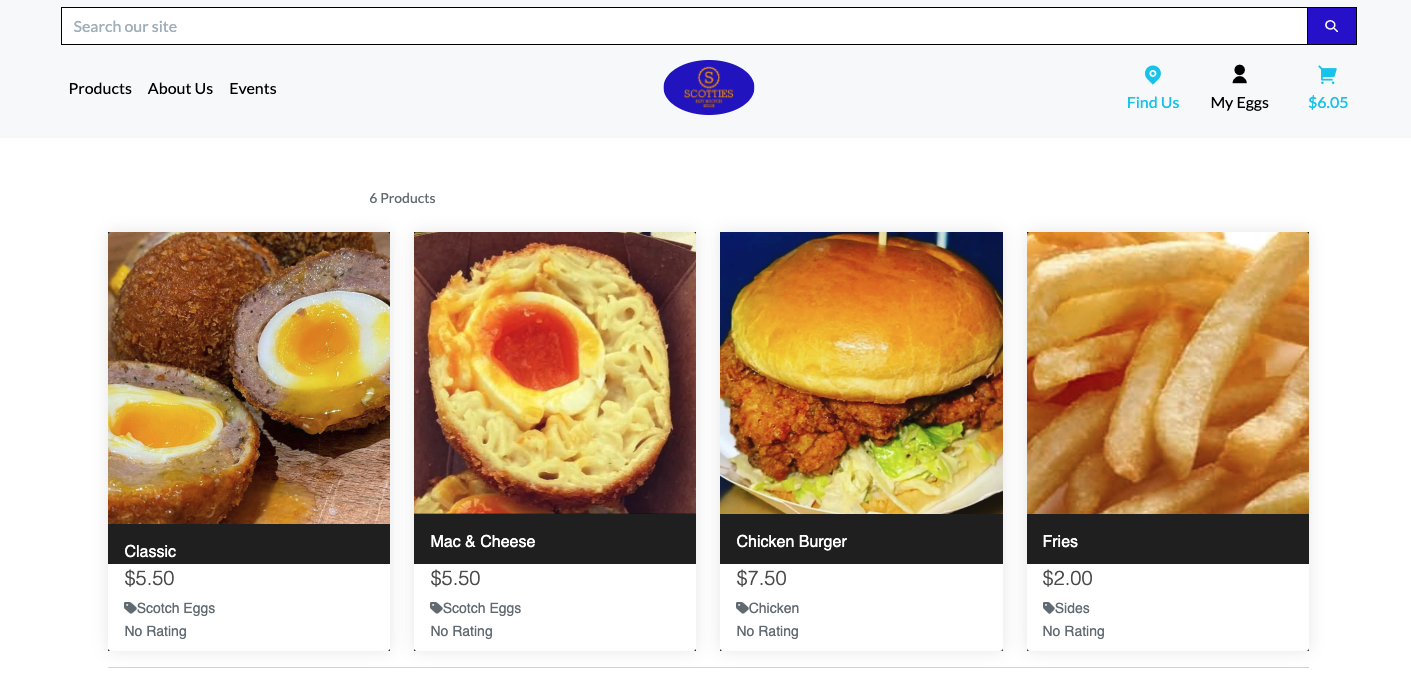 Search our site
Products About Us Events
S
SCOTTIES
Find Us My Eggs $6.05
6 Products
Classic Mac & Cheese Chicken Burger Fries
$5.50 $5.50 $7.50 $2.00
Scotch Eggs Scotch Eggs Chicken Sides
No Rating No Rating No Rating No Rating